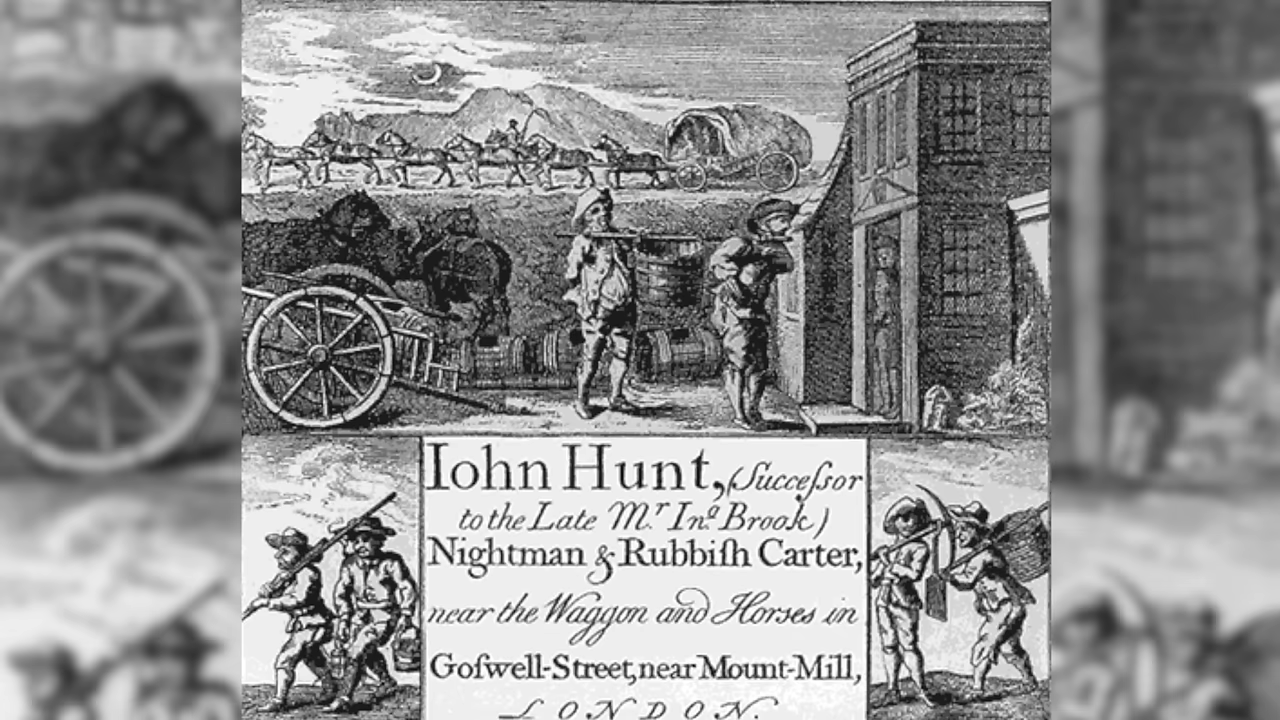 Iohn Hunt, (Succeſsor
to the Late Mr. Jno. Brook)
Nightman & Rubbiſh Carter,
near the Waggon and Horses in
Goſwell-Street, near Mount-Mill,
LONDON.